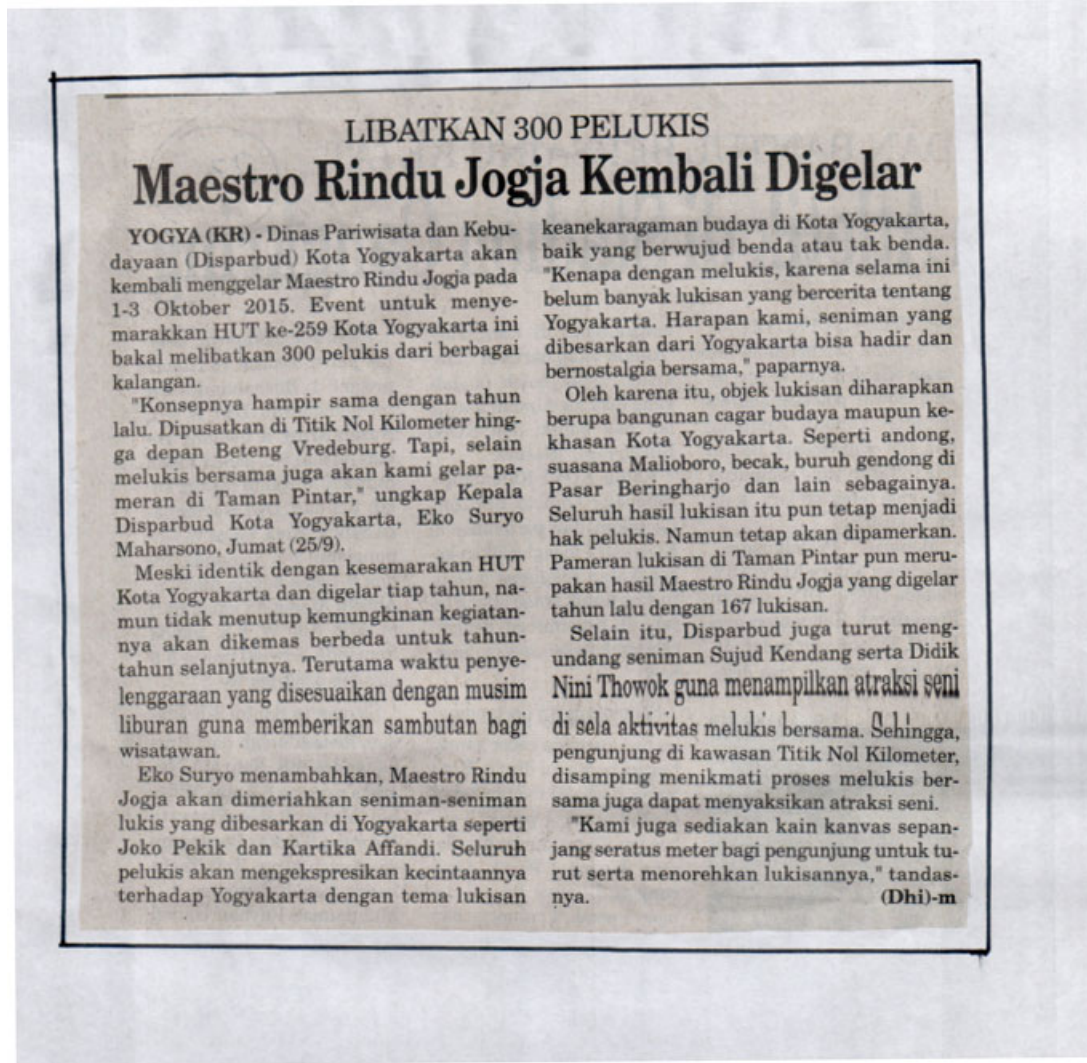 LIBATKAN 300 PELUKIS
Maestro Rindu Jogja Kembali Digelar
YOGYA (KR) - Dinas Pariwisata dan Kebu-
dayaan (Disparbud) Kota Yogyakarta akan
kembali menggelar Maestro Rindu Jogja pada
1-3 Oktober 2015. Event untuk menye-
marakkan HUT ke-259 Kota Yogyakarta ini
bakal melibatkan 300 pelukis dari berbagai
kalangan.
"Konsepnya hampir sama dengan tahun
lalu. Dipusatkan di Titik Nol Kilometer hing-
ga depan Beteng Vredeburg. Tapi, selain
melukis bersama juga akan kami gelar pa-
meran di Taman Pintar," ungkap Kepala
Disparbud Kota Yogyakarta, Eko Suryo
Maharsono, Jumat (25/9).
Meski identik dengan kesemarakan HUT
Kota Yogyakarta dan digelar tiap tahun, na-
mun tidak menutup kemungkinan kegiatan-
nya akan dikemas berbeda untuk tahun-
tahun selanjutnya. Terutama waktu penye-
lenggaraan yang disesuaikan dengan musim
liburan guna memberikan sambutan bagi
wisatawan.
Eko Suryo menambahkan, Maestro Rindu
Jogja akan dimeriahkan seniman-seniman
lukis yang dibesarkan di Yogyakarta seperti
Joko Pekik dan Kartika Affandi. Seluruh
pelukis akan mengekspresikan kecintaannya
terhadap Yogyakarta dengan tema lukisan
keanekaragaman budaya di Kota Yogyakarta,
baik yang berwujud benda atau tak benda.
"Kenapa dengan melukis, karena selama ini
belum banyak lukisan yang bercerita tentang
Yogyakarta. Harapan kami, seniman yang
dibesarkan dari Yogyakarta bisa hadir dan
bernostalgia bersama," paparnya.
Oleh karena itu, objek lukisan diharapkan
berupa bangunan cagar budaya maupun ke-
khasan Kota Yogyakarta. Seperti andong,
suasana Malioboro, becak, buruh gendong di
Pasar Beringharjo dan lain sebagainya.
Seluruh hasil lukisan itu pun tetap menjadi
hak pelukis. Namun tetap akan dipamerkan.
Pameran lukisan di Taman Pintar pun meru-
pakan hasil Maestro Rindu Jogja yang digelar
tahun lalu dengan 167 lukisan.
Selain itu, Disparbud juga turut meng-
undang seniman Sujud Kendang serta Didik
Nini Thowok guna menampilkan atraksi seni
di sela aktivitas melukis bersama. Sehingga,
pengunjung di kawasan Titik Nol Kilometer,
disamping menikmati proses melukis ber-
sama juga dapat menyaksikan atraksi seni.
"Kami juga sediakan kain kanvas sepan-
jang seratus meter bagi pengunjung untuk tu-
rut serta menorehkan lukisannya," tandas-
nya. (Dhi)-m